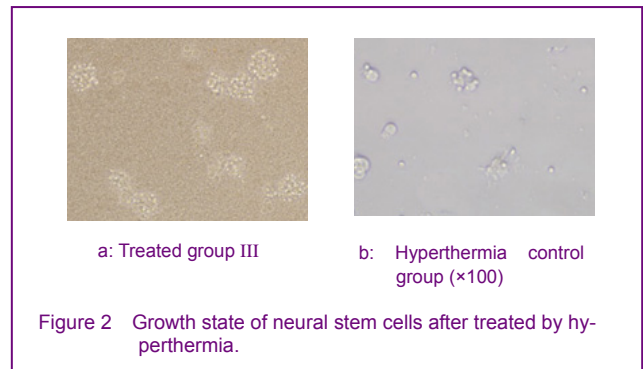 a: Treated group III
b: Hyperthermia control
group (×100)
Figure 2 Growth state of neural stem cells after treated by hy-
perthermia.